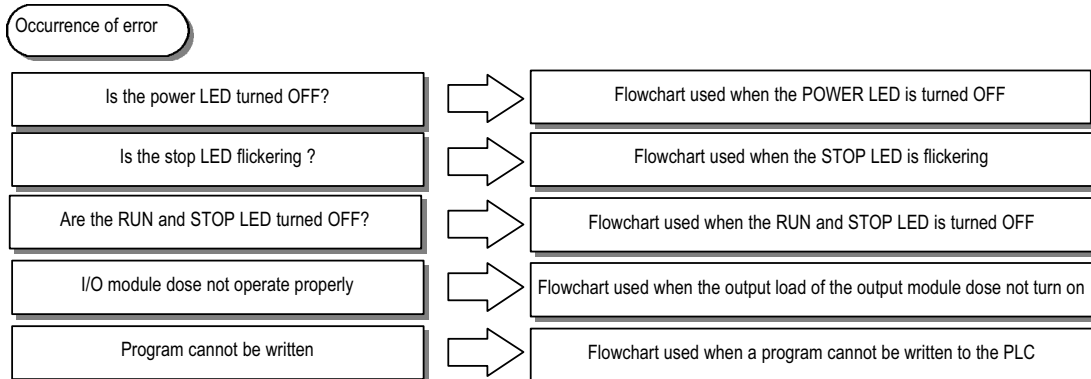 Occurrence of error
Is the power LED turned OFF?
Flowchart used when the POWER LED is turned OFF
Is the stop LED flickering ?
Flowchart used when the STOP LED is flickering
Are the RUN and STOP LED turned OFF?
Flowchart used when the RUN and STOP LED is turned OFF
I/O module dose not operate properly
Flowchart used when the output load of the output module dose not turn on
Program cannot be written
Flowchart used when a program cannot be written to the PLC